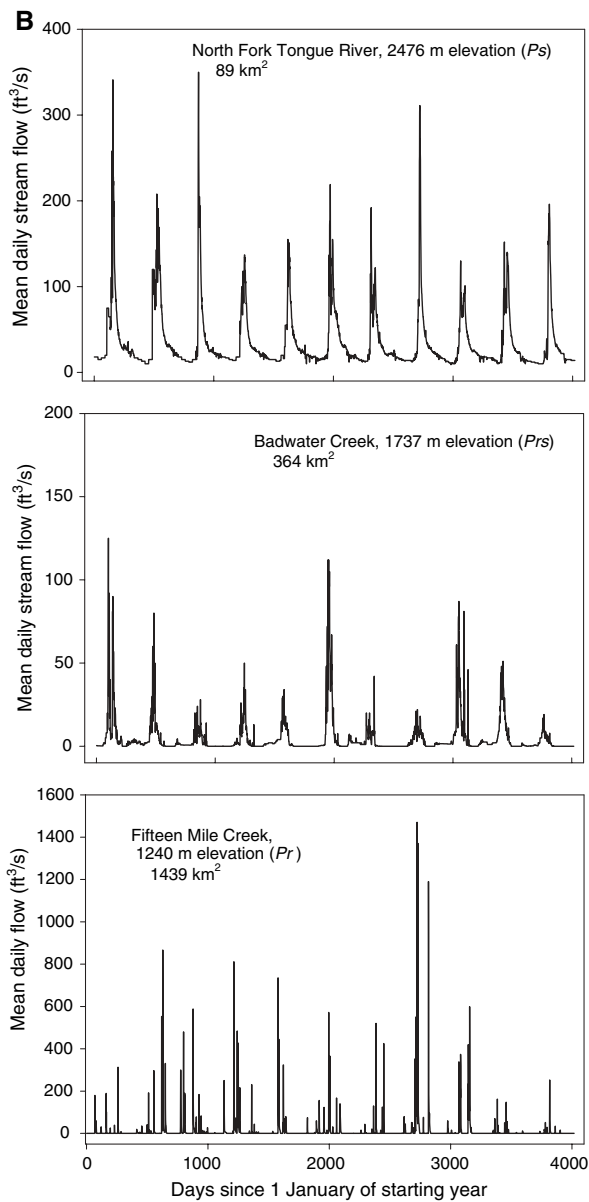 B
400
300
200
100
0
Mean daily stream flow (ft³/s)
North Fork Tongue River, 2476 m elevation (Ps)
89 km²
200
150
100
50
0
Mean daily stream flow (ft³/s)
Badwater Creek, 1737 m elevation (Prs)
364 km²
1600
1400
1200
1000
800
600
400
200
0
Mean daily flow (ft³/s)
Fifteen Mile Creek,
1240 m elevation (Pr )
1439 km²
0 1000 2000 3000 4000
Days since 1 January of starting year